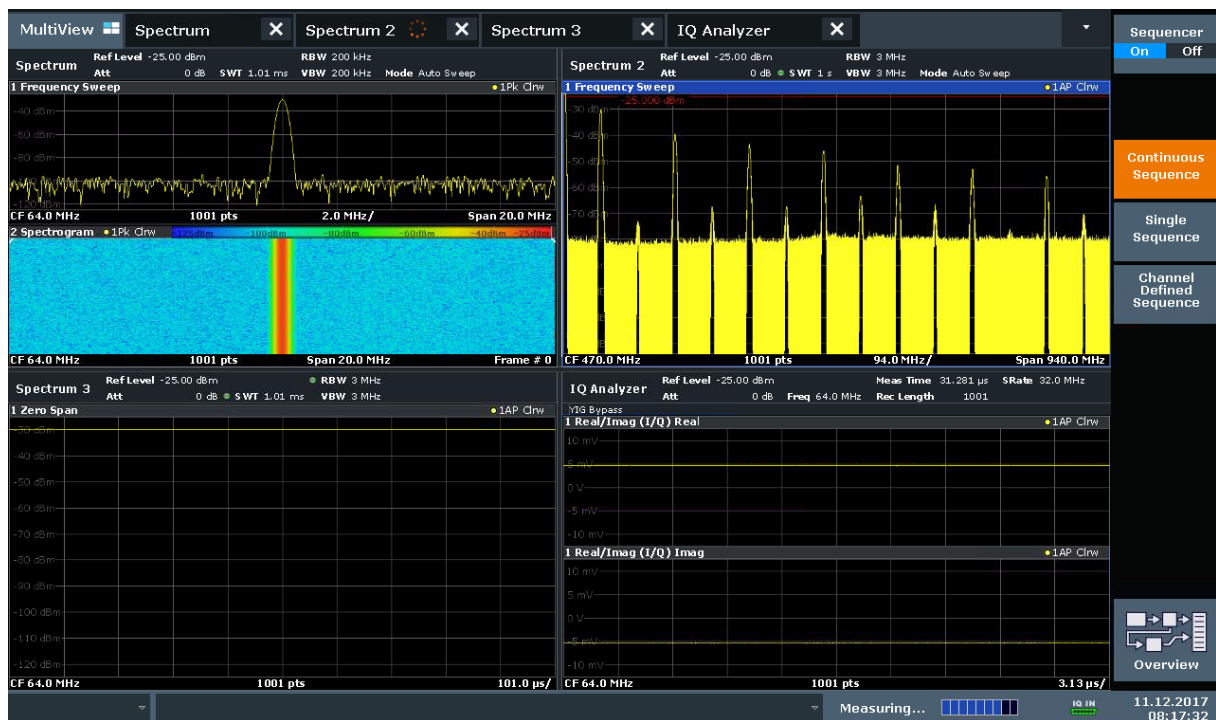 MultiView Spectrum Spectrum 2 Spectrum 3 IQ Analyzer
Spectrum Ref Level -25.00 dBm RBW 200 kHz
Att 0 dB SWT 1.01 ms VBW 200 kHz Mode Auto Sweep
1 Frequency Sweep 1Pk Clrw
-40 dBm
-60 dBm
-80 dBm
-120 dBm
CF 64.0 MHz 1001 pts 2.0 MHz/ Span 20.0 MHz
2 Spectrogram 1Pk Clrw -125dBm -100dBm -80dBm -60dBm -40dBm -25dBm
CF 64.0 MHz 1001 pts Span 20.0 MHz Frame # 0
Spectrum 2 Ref Level -25.00 dBm RBW 3 MHz
Att 0 dB SWT 1 s VBW 3 MHz Mode Auto Sweep
1 Frequency Sweep 1AP Clrw
-25.000 dBm
-30 dBm
-40 dBm
-50 dBm
-60 dBm
-70 dBm
CF 470.0 MHz 1001 pts 94.0 MHz/ Span 940.0 MHz
Spectrum 3 Ref Level -25.00 dBm RBW 3 MHz
Att 0 dB SWT 1.01 ms VBW 3 MHz
1 Zero Span 1AP Clrw
-30 dBm
-40 dBm
-50 dBm
-60 dBm
-70 dBm
-80 dBm
-90 dBm
-100 dBm
-110 dBm
-120 dBm
CF 64.0 MHz 1001 pts 101.0 µs/
IQ Analyzer Ref Level -25.00 dBm Meas Time 31.281 µs SRate 32.0 MHz
Att 0 dB Freq 64.0 MHz Rec Length 1001
YIG Bypass
1 Real/Imag (I/Q) Real 1AP Clrw
10 mV
5 mV
0 V
-5 mV
-10 mV
1 Real/Imag (I/Q) Imag 1AP Clrw
10 mV
5 mV
0 V
-5 mV
-10 mV
CF 64.0 MHz 1001 pts 3.13 µs/
Sequencer
On Off
Continuous
Sequence
Single
Sequence
Channel
Defined
Sequence
Overview
Measuring... IQ IN 11.12.2017
08:17:32